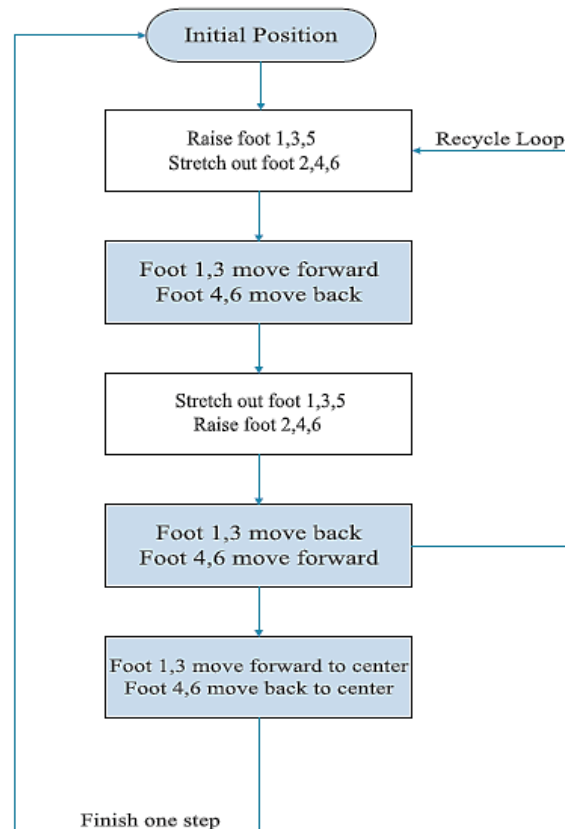 Initial Position
Raise foot 1,3,5
Stretch out foot 2,4,6
Recycle Loop
Foot 1,3 move forward
Foot 4,6 move back
Stretch out foot 1,3,5
Raise foot 2,4,6
Foot 1,3 move back
Foot 4,6 move forward
Foot 1,3 move forward to center
Foot 4,6 move back to center
Finish one step